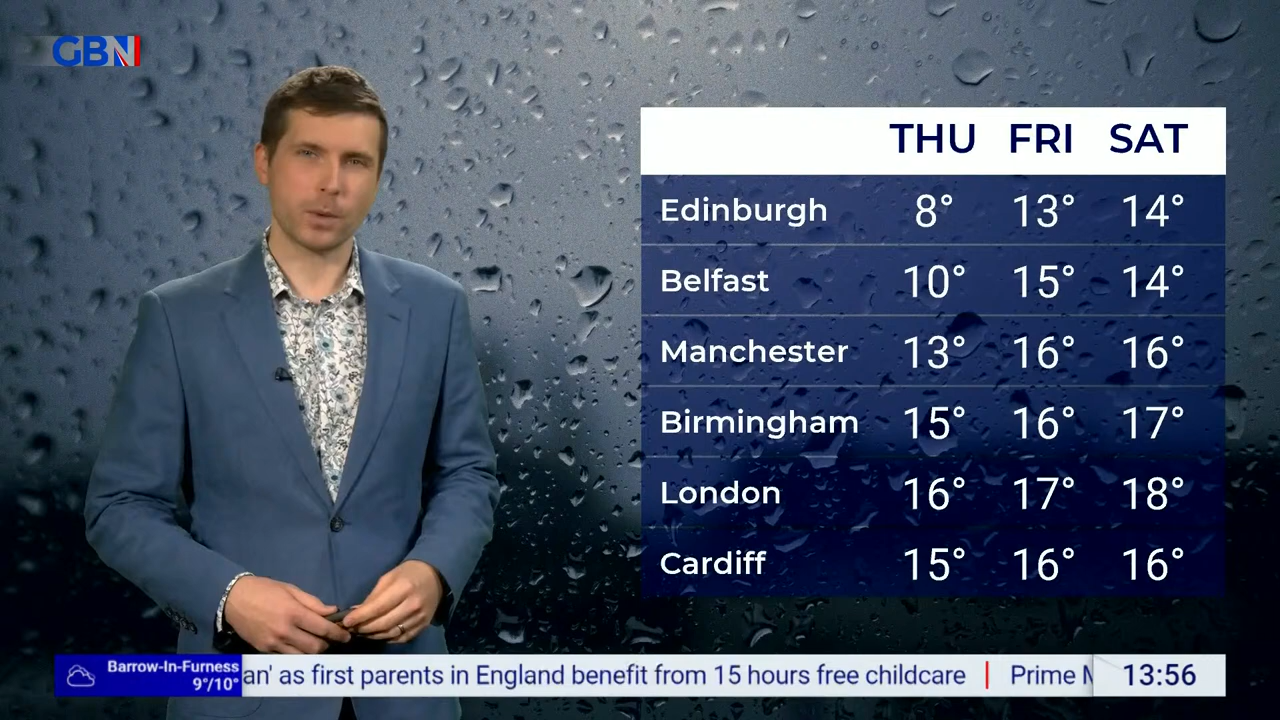 GBN
THU FRI SAT
Edinburgh 8° 13° 14°
Belfast 10° 15° 14°
Manchester 13° 16° 16°
Birmingham 15° 16° 17°
London 16° 17° 18°
Cardiff 15° 16° 16°
Barrow-In-Furness
9°/10°
an' as first parents in England benefit from 15 hours free childcare | Prime M
13:56